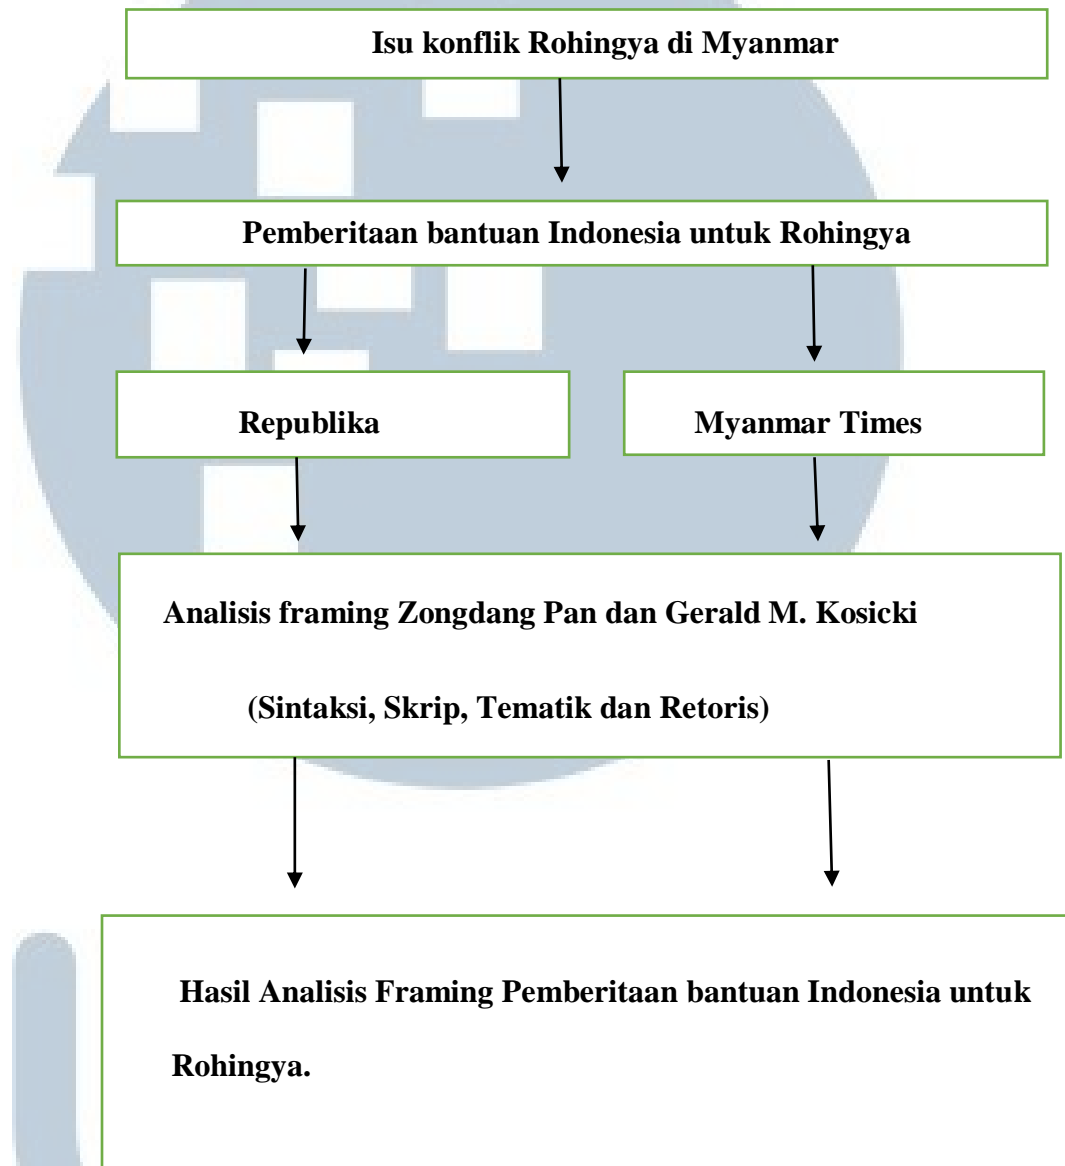 Isu konflik Rohingya di Myanmar
Pemberitaan bantuan Indonesia untuk Rohingya
Republika
Myanmar Times
Analisis framing Zongdang Pan dan Gerald M. Kosicki
(Sintaksi, Skrip, Tematik dan Retoris)
Hasil Analisis Framing Pemberitaan bantuan Indonesia untuk
Rohingya.